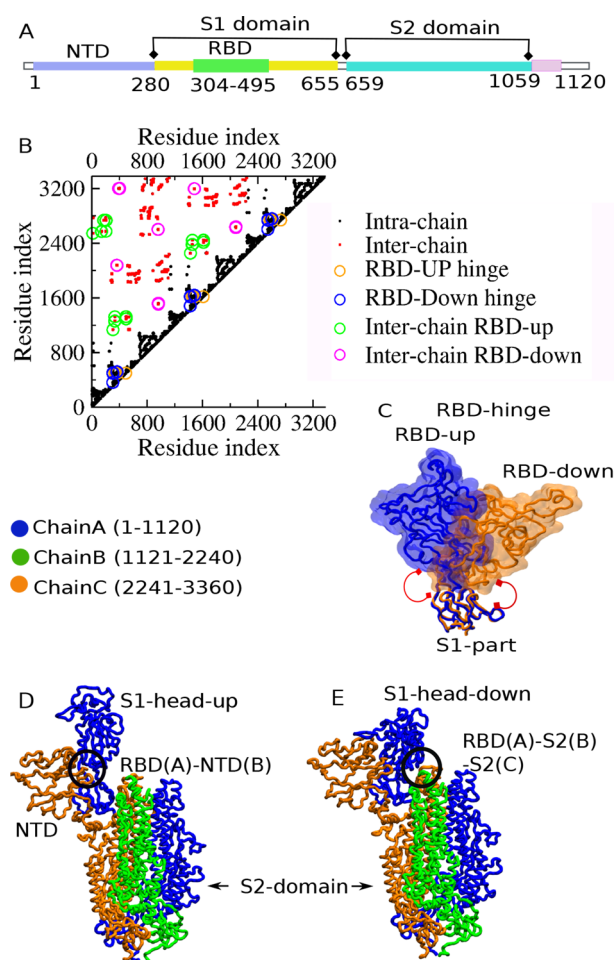 A
S1 domain
S2 domain
NTD
RBD
1
280
304-495
655
659
1059
1120
B
Residue index
0 800 1600 2400 3200
3200
2400
1600
800
0
Residue index
0 800 1600 2400 3200
Residue index
Intra-chain
Inter-chain
RBD-UP hinge
RBD-Down hinge
Inter-chain RBD-up
Inter-chain RBD-down
C
RBD-hinge
RBD-up
RBD-down
S1-part
ChainA (1-1120)
ChainB (1121-2240)
ChainC (2241-3360)
D
S1-head-up
RBD(A)-NTD(B)
NTD
E
S1-head-down
RBD(A)-S2(B)
-S2(C)
S2-domain